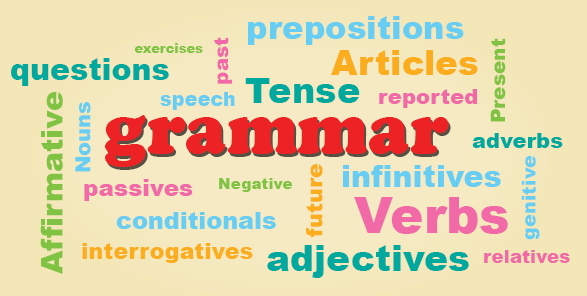 prepositions
exercises
past
questions
Articles
Present
Tense
speech
reported
Affirmative
Nouns
grammar
adverbs
passives
Negative
future
infinitives
genitive
conditionals
Verbs
interrogatives
adjectives
relatives